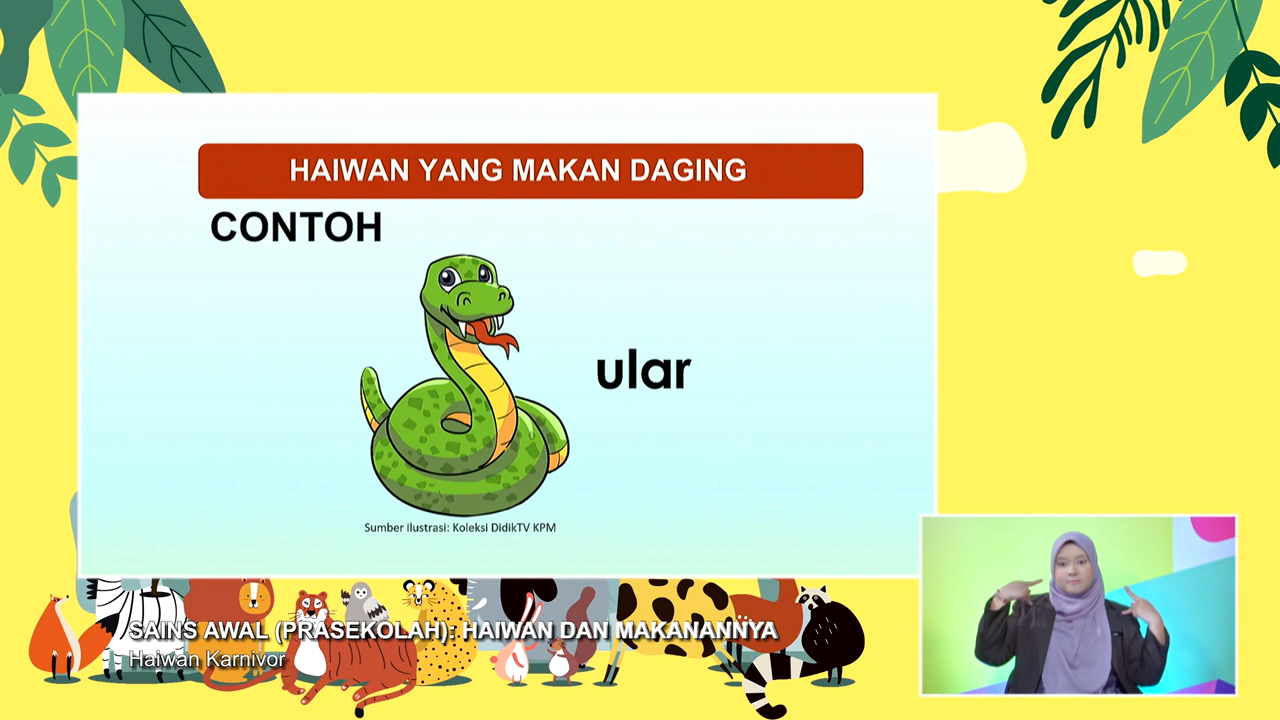 HAIWAN YANG MAKAN DAGING
CONTOH
ular
Sumber ilustrasi: Koleksi DidikTV KPM
SAINS AWAL (PRASEKOLAH): HAIWAN DAN MAKANANNYA
Haiwan Karnivor